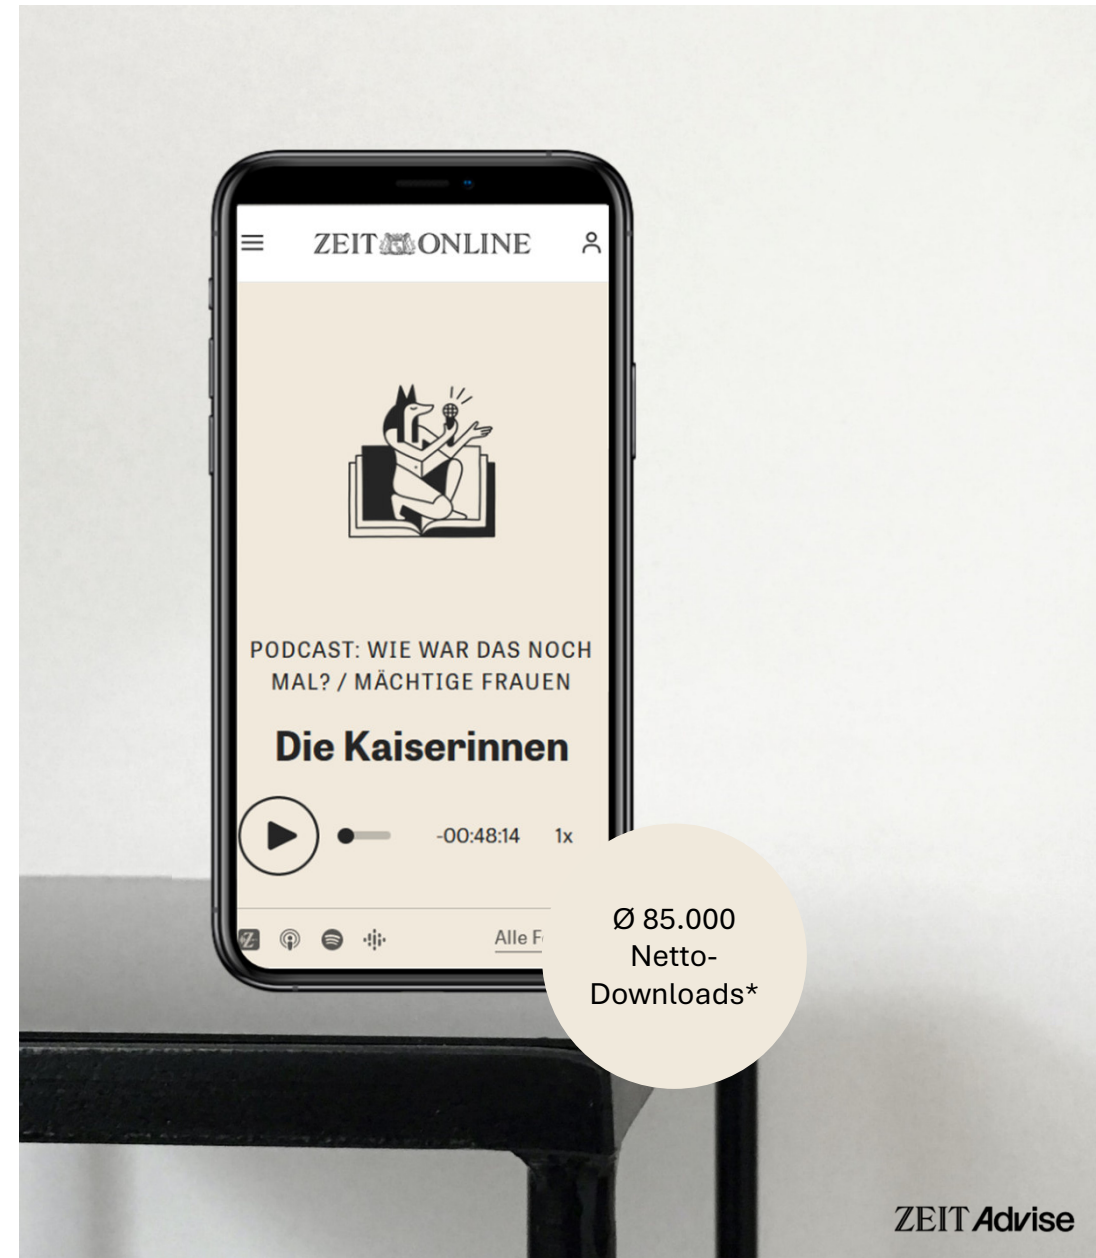 ZEIT ONLINE
PODCAST: WIE WAR DAS NOCH
MAL? / MÄCHTIGE FRAUEN
Die Kaiserinnen
-00:48:14 1x
Z
Alle
Ø 85.000
Netto-
Downloads*
ZEIT Advise